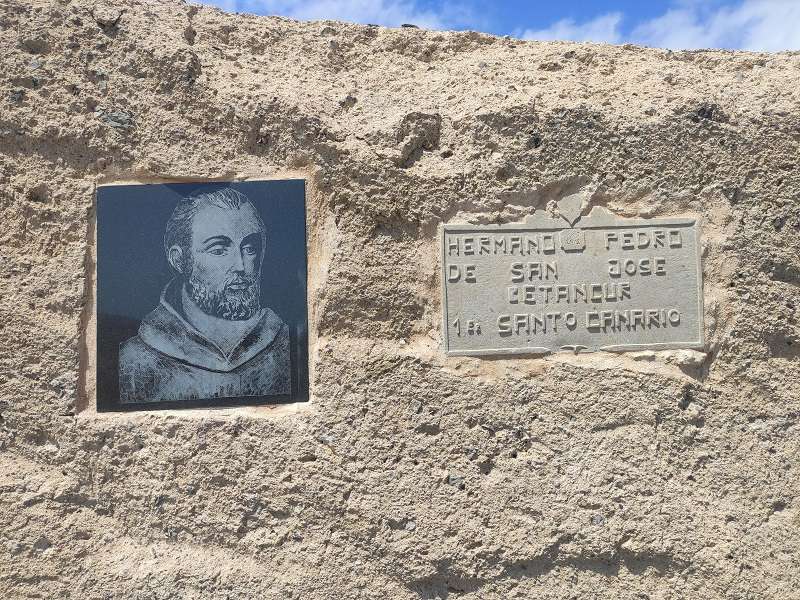 HERMANO PEDRO
DE SAN JOSE
BETANCUR
1er SANTO CANARIO